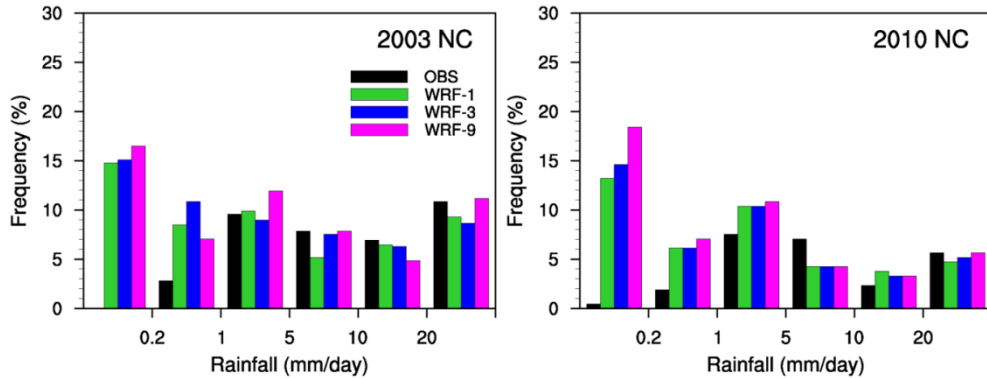 2003 NC
OBS
WRF-1
WRF-3
WRF-9
Frequency (%)
30
25
20
15
10
5
0
0.2 1 5 10 20
Rainfall (mm/day)
2010 NC
Frequency (%)
30
25
20
15
10
5
0
0.2 1 5 10 20
Rainfall (mm/day)